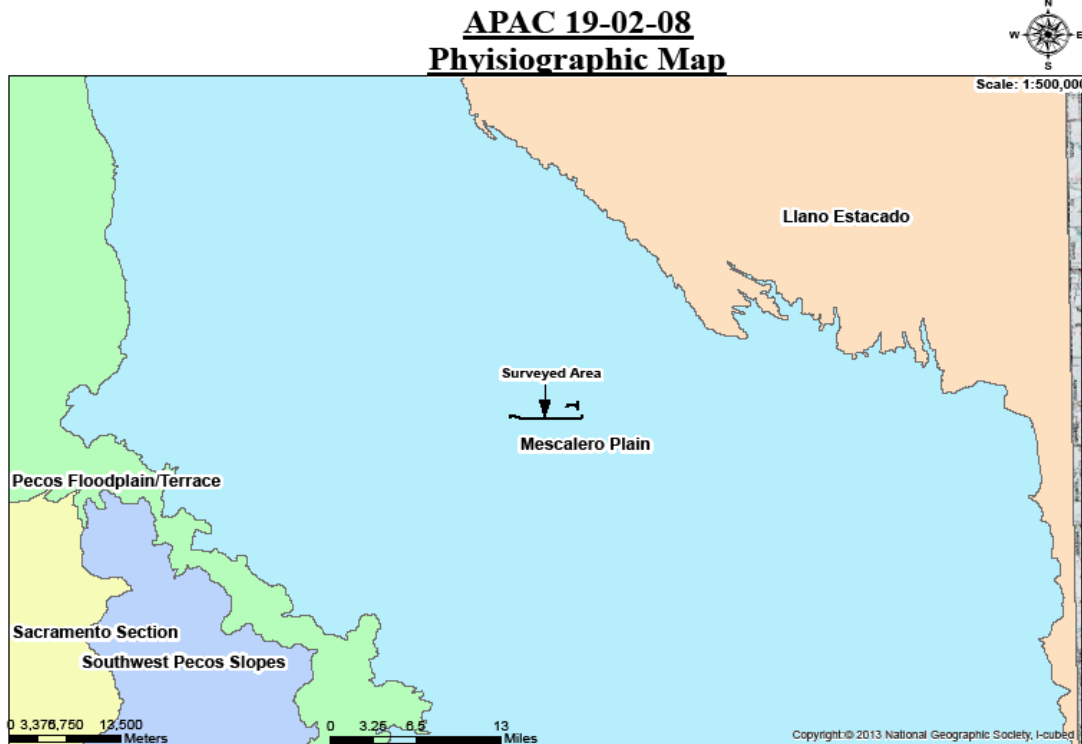 APAC 19-02-08
Phyisiographic Map
N
W E
S
Scale: 1:500,000
Llano Estacado
Surveyed Area
Mescalero Plain
Pecos Floodplain/Terrace
Sacramento Section
Southwest Pecos Slopes
0 3,375 6,750 13,500
Meters
0 3.25 6.5 13
Miles
Copyright:© 2013 National Geographic Society, i-cubed